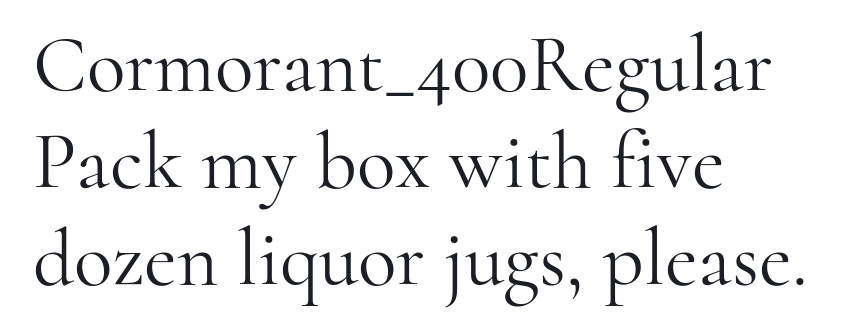 Cormorant_400Regular
Pack my box with five
dozen liquor jugs, please.